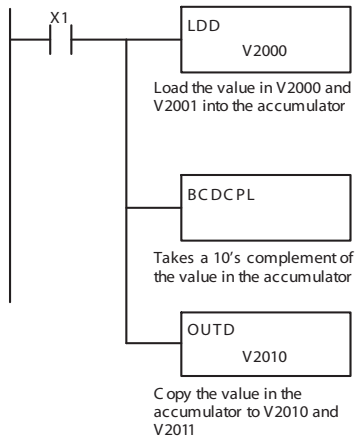 X1
LDD
V2000
Load the value in V2000 and
V2001 into the accumulator
BCDCPL
Takes a 10's complement of
the value in the accumulator
OUTD
V2010
Copy the value in the
accumulator to V2010 and
V2011